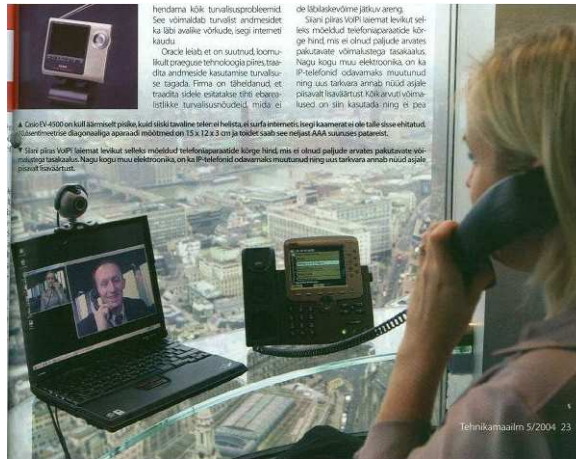 hendama kõik turvalisusprobleemid.
See võimaldab turvalist andmesidet
ka läbi avalike võrkude, isegi interneti
kaudu.
Oracle leiab et on suutnud, loomu-
likult praeguse tehnoloogia piires, traa-
dita andmeside kasutamise turvalisu-
se tagada. Firma on täheldanud, et
traadita sidele esitatakse tihti ebarea-
listlikke turvalisusnõudeid, mida ei
de läbilaskevõime jätkuv areng.
Siiani piiras VoIPi laiemat levikut sel-
leks mõeldud telefoniaparaatide kõr-
ge hind, mis ei olnud paljude arvates
pakutavate võimalustega tasakaalus.
Nagu kogu muu elektroonika, on ka
IP-telefonid odavamaks muutunud
ning uus tarkvara annab nüüd asjale
piisavalt lisaväärtust. Kõik arvuti võima-
lused on siin kasutada ning ei pea
▲ Casio EV-4500 on küll äärmiselt pisike, kuid siiski tavaline teler: ei helista, ei surfa internetis, isegi kaamerat ei ole talle sisse ehitatud.
diagonaaliga aparaadi mõõtmed on 15 x 12 x 3 cm ja toidet saab see neljast AAA suuruses patareist.
▼ Siiani piiras VoIPi laiemat levikut selleks mõeldud telefoniaparaatide kõrge hind, mis ei olnud paljude arvates pakutavate või-
malustega tasakaalus. Nagu kogu muu elektroonika, on ka IP-telefonid odavamaks muutunud ning uus tarkvara annab nüüd asjale
piisavalt lisaväärtust.
Tehnikamaailm 5/2004 23